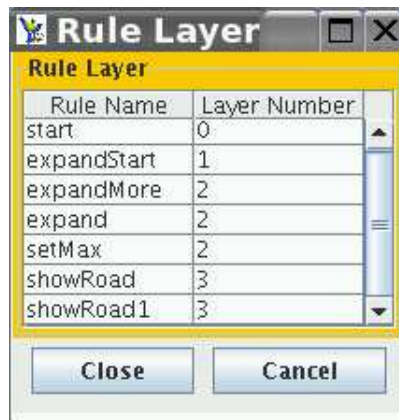 Rule Layer
Rule Layer
Rule Name Layer Number
start 0
expandStart 1
expandMore 2
expand 2
setMax 2
showRoad 3
showRoad1 3
Close Cancel